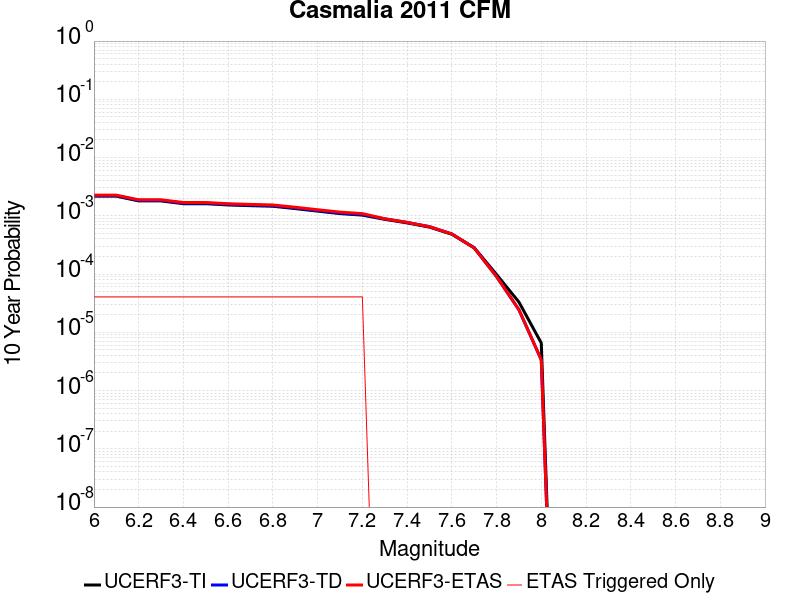 Casmalia 2011 CFM
10 Year Probability
10^0
10^-1
10^-2
10^-3
10^-4
10^-5
10^-6
10^-7
10^-8
6 6.2 6.4 6.6 6.8 7 7.2 7.4 7.6 7.8 8 8.2 8.4 8.6 8.8 9
Magnitude
UCERF3-TI UCERF3-TD UCERF3-ETAS ETAS Triggered Only